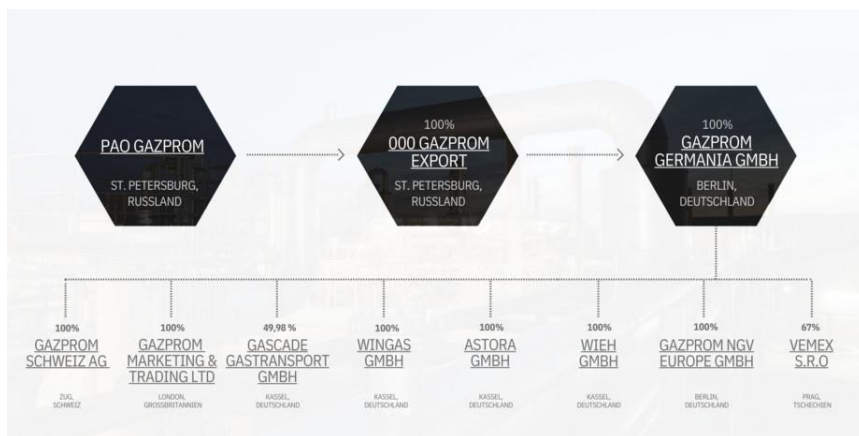 PAO GAZPROM
ST. PETERSBURG,
RUSSLAND
100%
OOO GAZPROM
EXPORT
ST. PETERSBURG,
RUSSLAND
100%
GAZPROM
GERMANIA GMBH
BERLIN,
DEUTSCHLAND
100%
GAZPROM
SCHWEIZ AG
ZUG,
SCHWEIZ
100%
GAZPROM
MARKETING &
TRADING LTD
LONDON,
GROSSBRITANNIEN
49,98 %
GASCADE
GASTRANSPORT
GMBH
KASSEL,
DEUTSCHLAND
100%
WINGAS
GMBH
KASSEL,
DEUTSCHLAND
100%
ASTORA
GMBH
KASSEL,
DEUTSCHLAND
100%
WIEH
GMBH
KASSEL,
DEUTSCHLAND
100%
GAZPROM NGV
EUROPE GMBH
BERLIN,
DEUTSCHLAND
67%
VEMEX
S.R.O
PRAG,
TSCHECHIEN